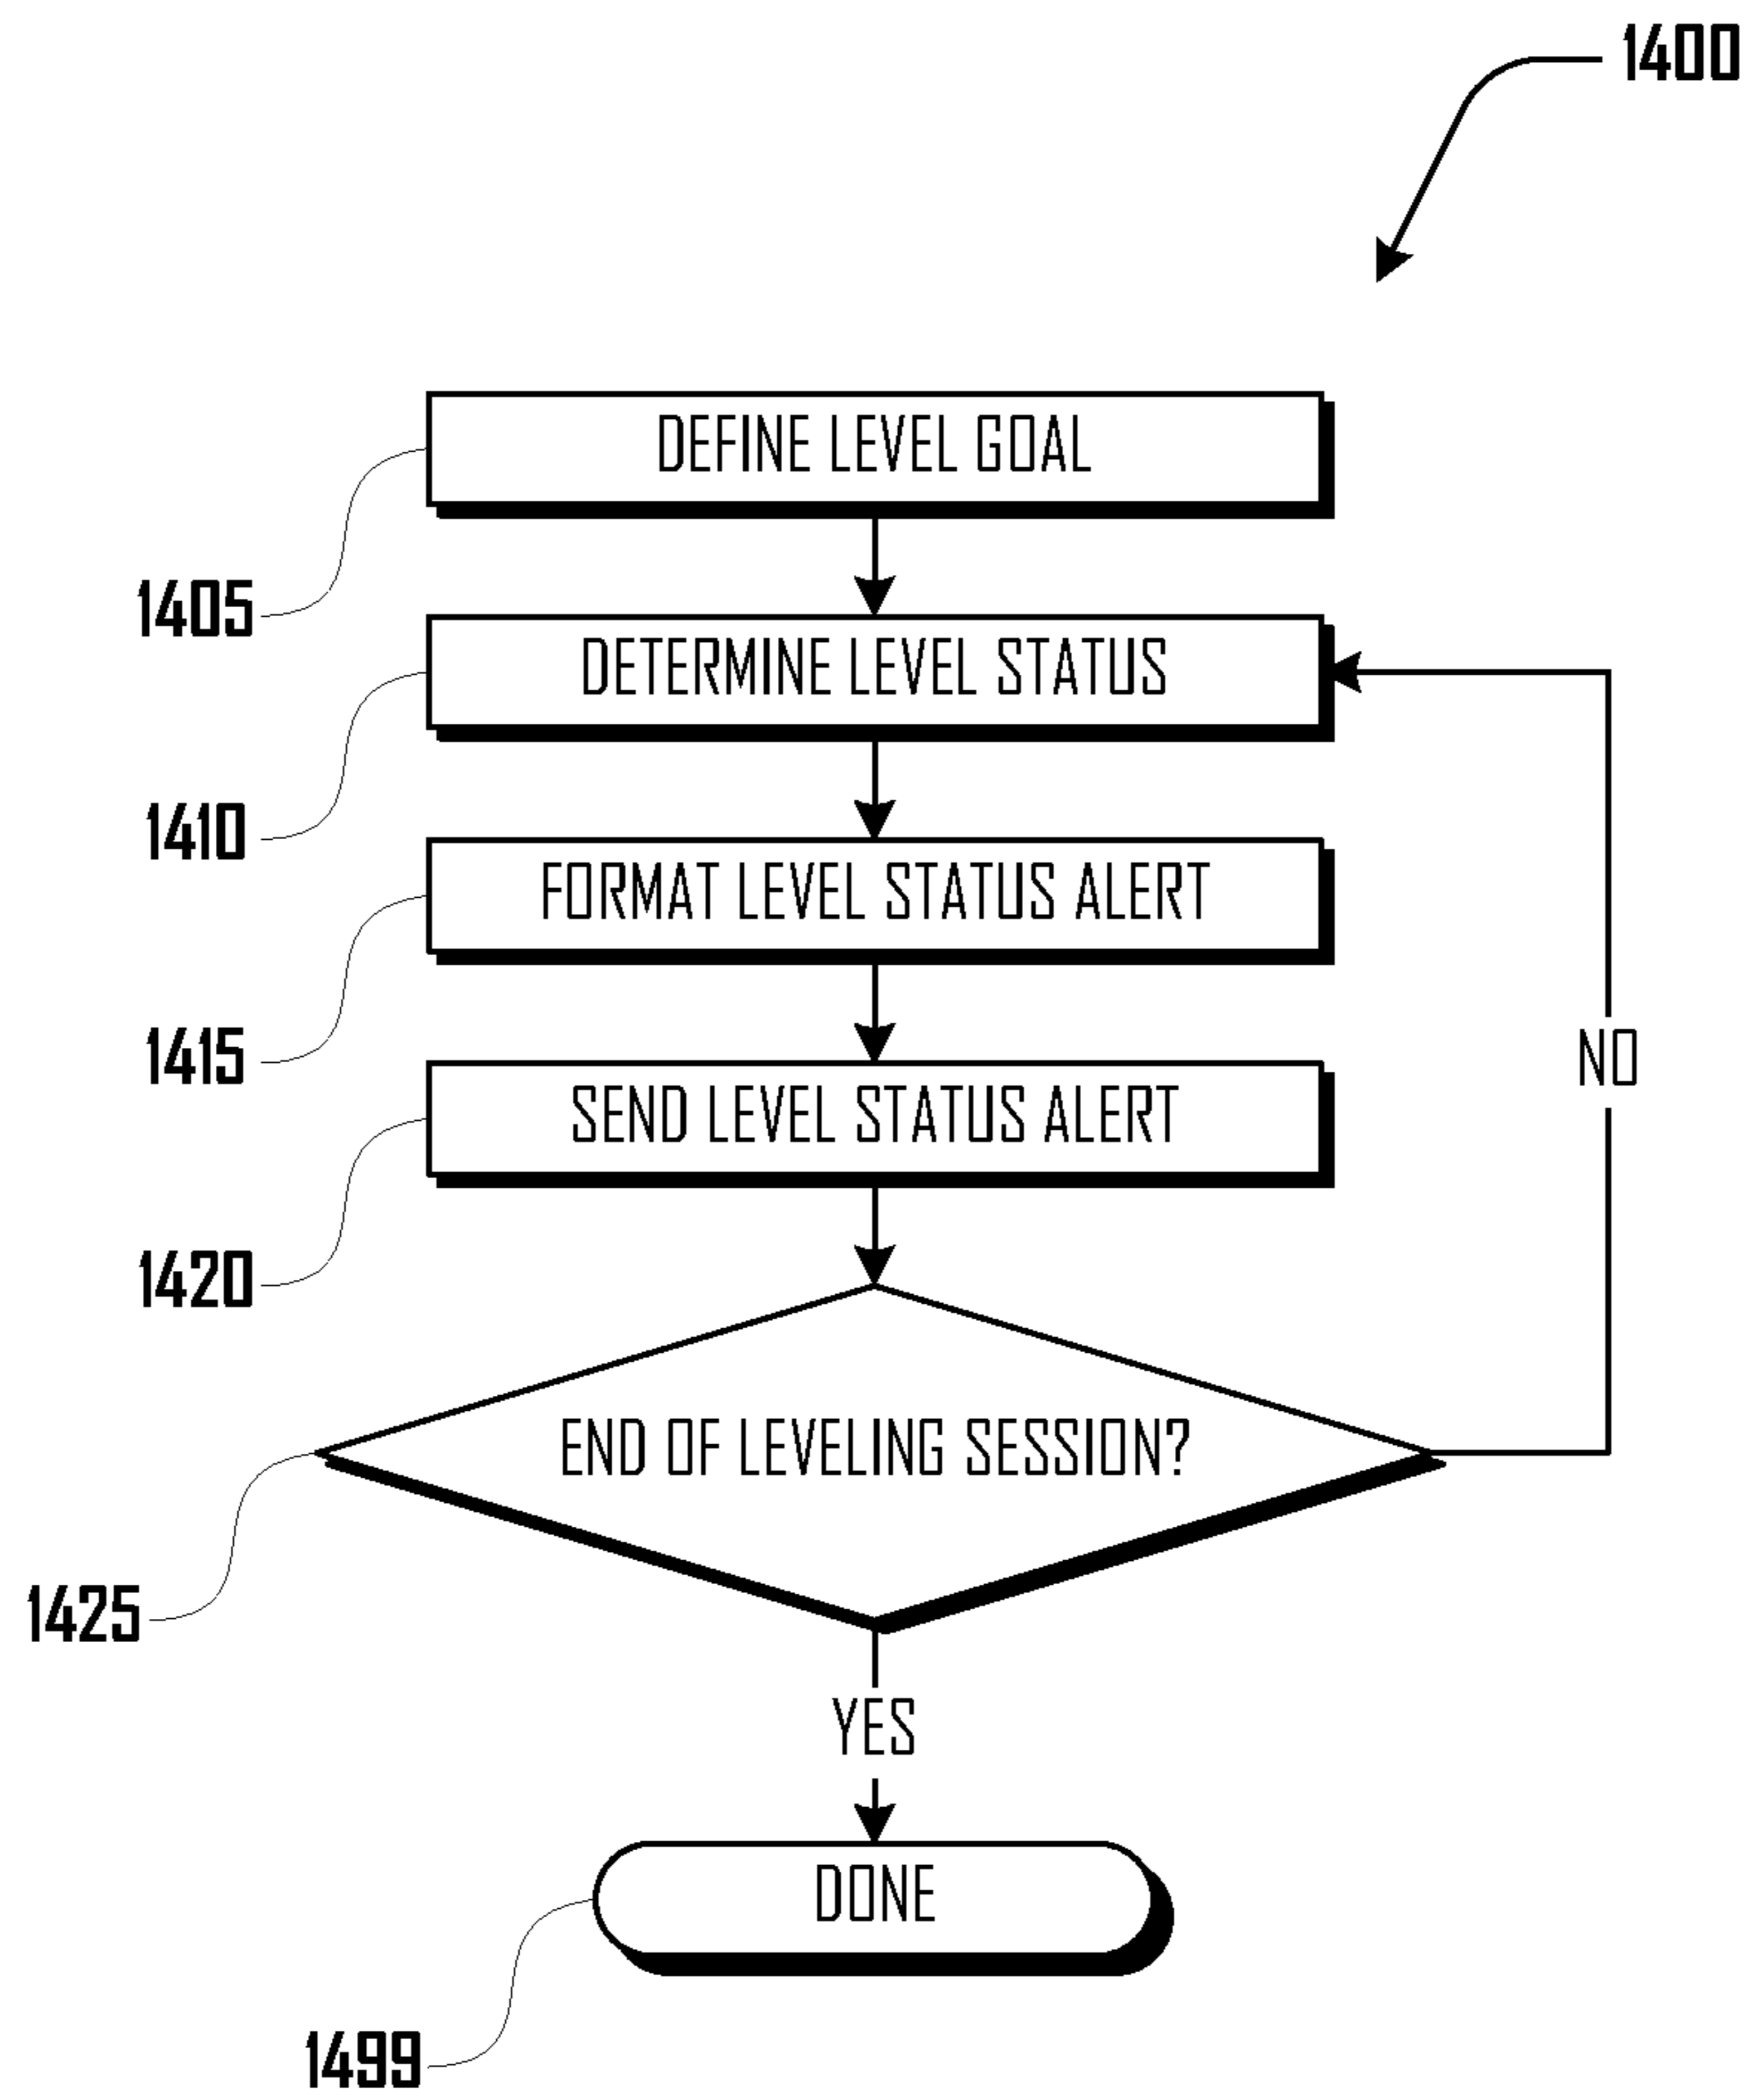 1400
DEFINE LEVEL GOAL
1405
DETERMINE LEVEL STATUS
1410
FORMAT LEVEL STATUS ALERT
1415
SEND LEVEL STATUS ALERT
NO
1420
END OF LEVELING SESSION?
1425
YES
DONE
1499